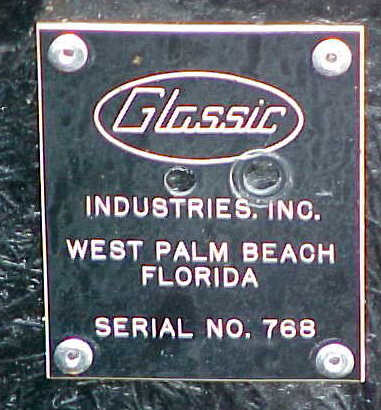 Glassic
INDUSTRIES. INC.
WEST PALM BEACH
FLORIDA
SERIAL NO. 768